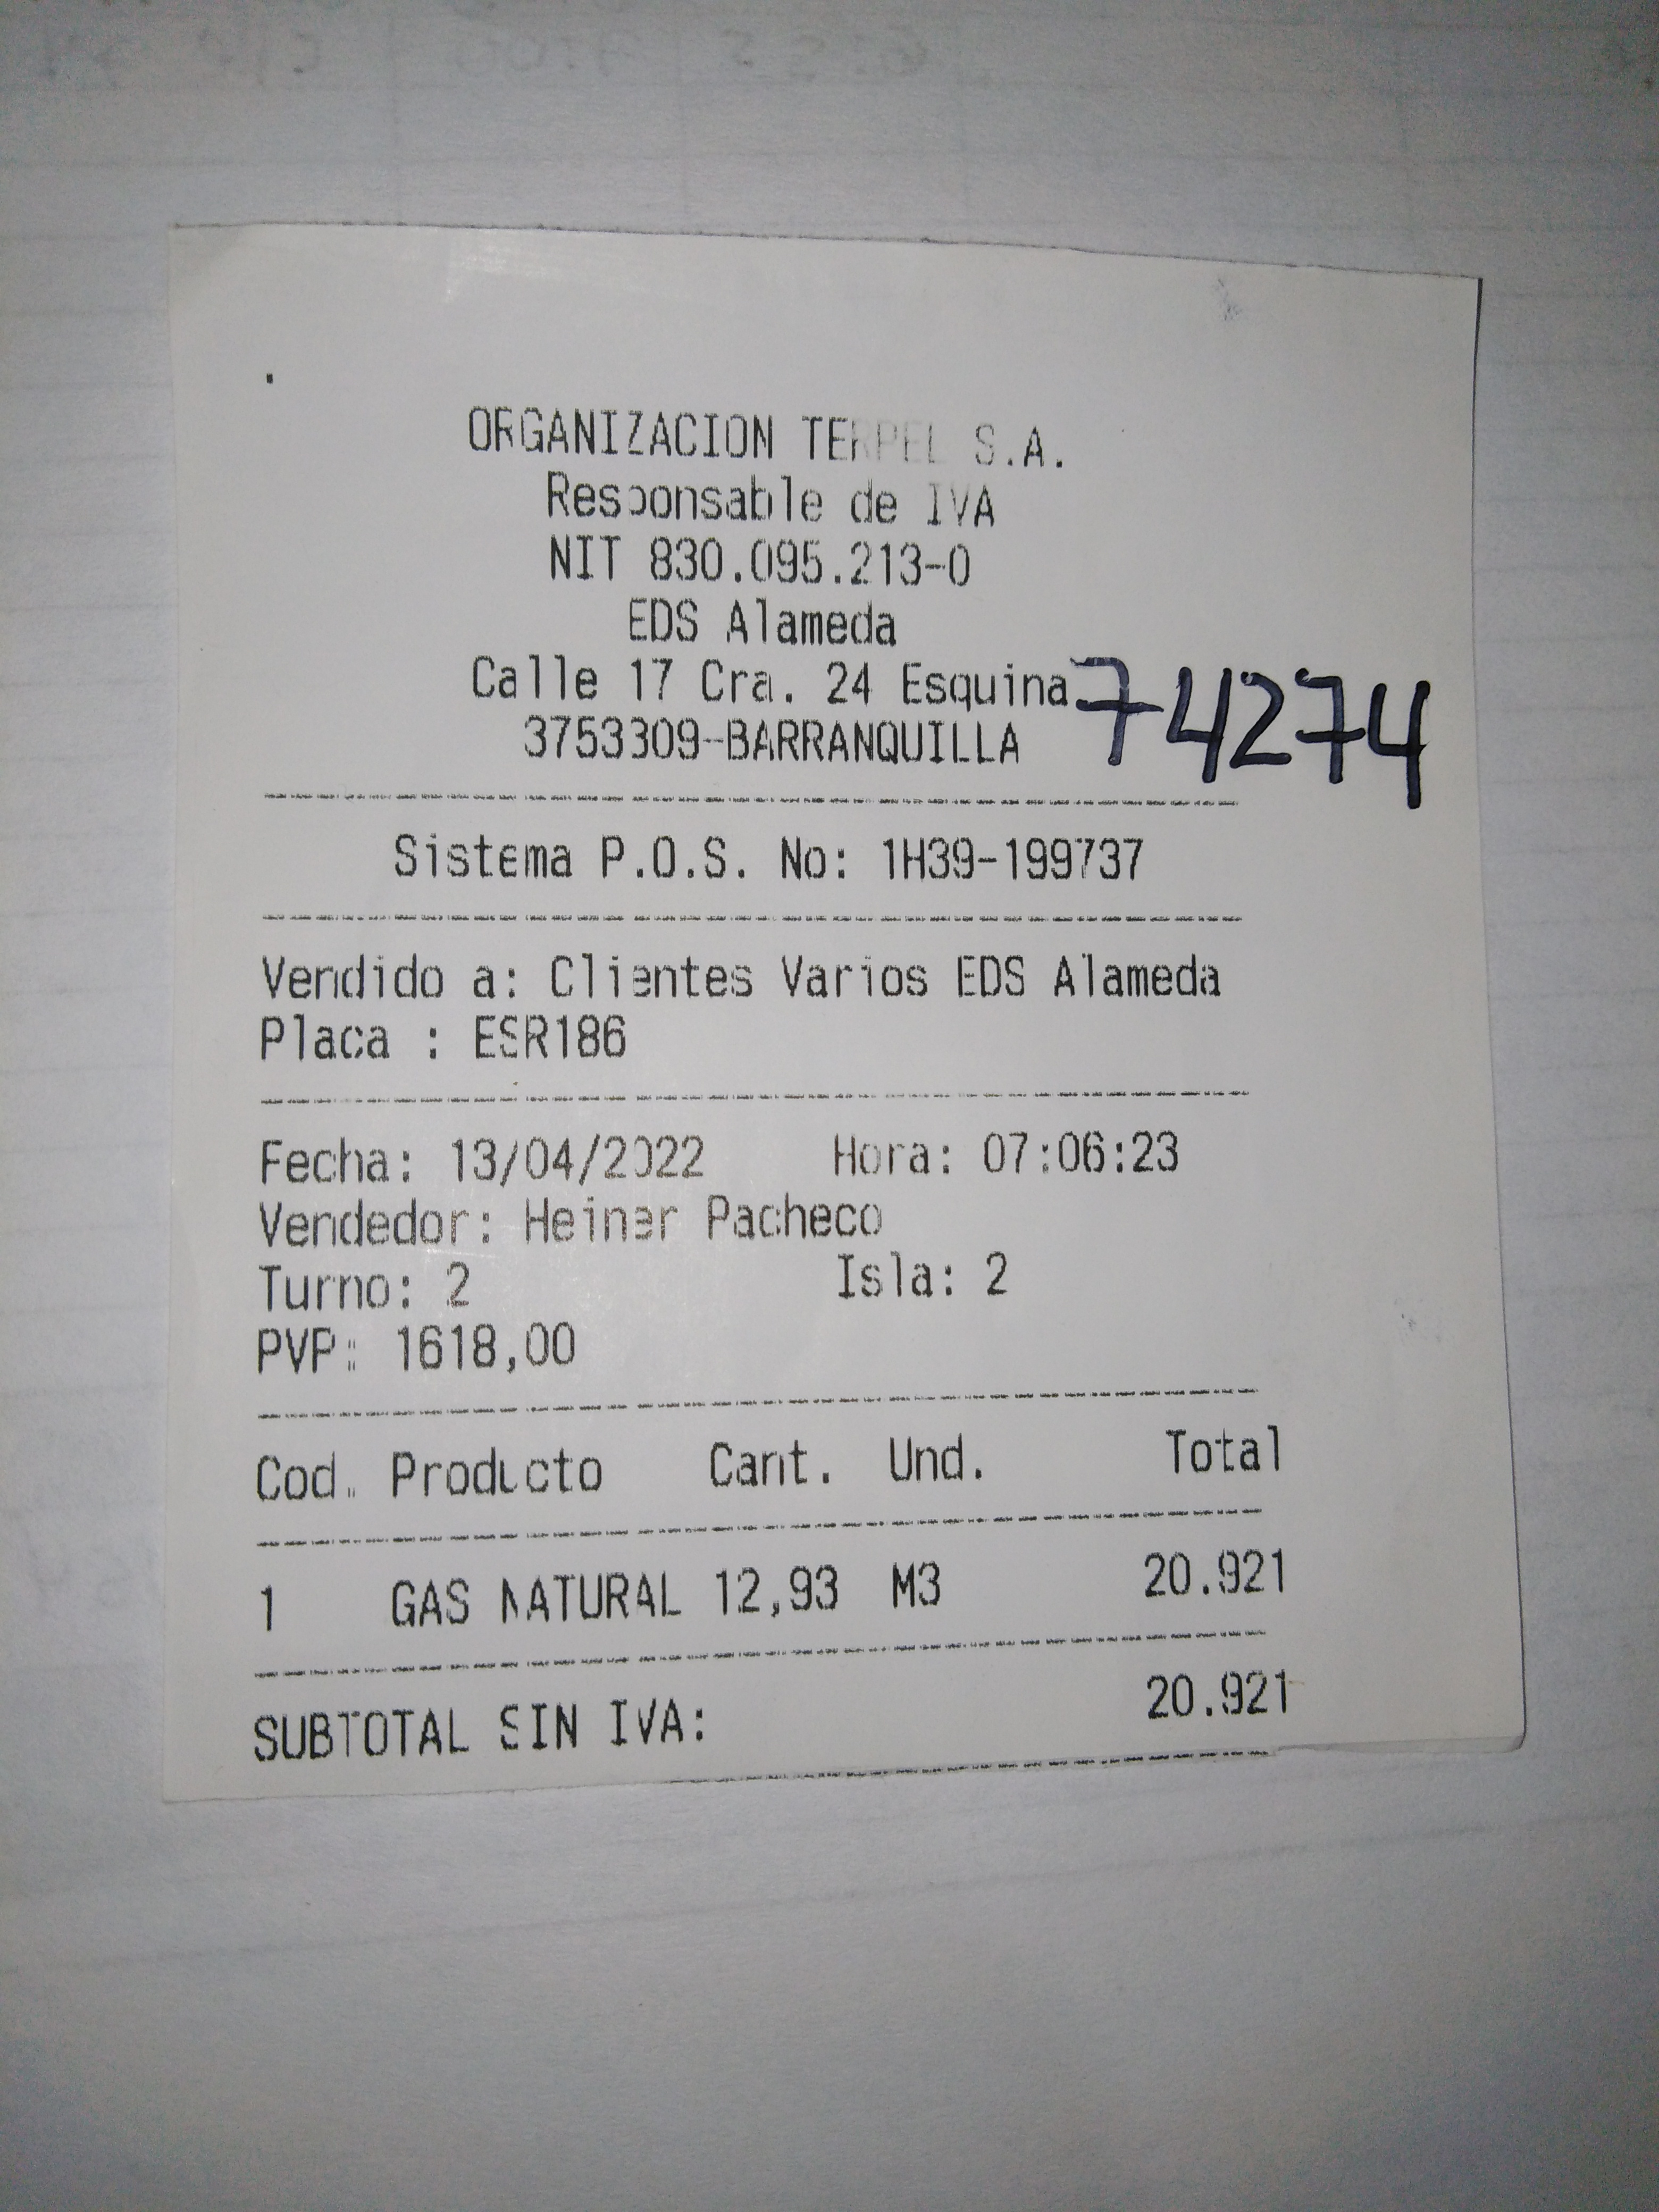 ORGANIZACION TERPEL S.A.
Responsable de IVA
NIT 830.095.213-0
EDS Alameda
Calle 17 Cra. 24 Esquina
74274
3753309-BARRANQUILLA
Sistema P.O.S. No: 1H39-199737
Vendido a: Clientes Varios EDS Alameda
Placa : ESR186
Fecha: 13/04/2022 Hora: 07:06:23
Vendedor: Heiner Pacheco
Turno: 2 Isla: 2
PVP: 1618,00
Cod. Producto Cant. Und. Total
1 GAS NATURAL 12,93 M3 20.921
SUBTOTAL SIN IVA: 20.921